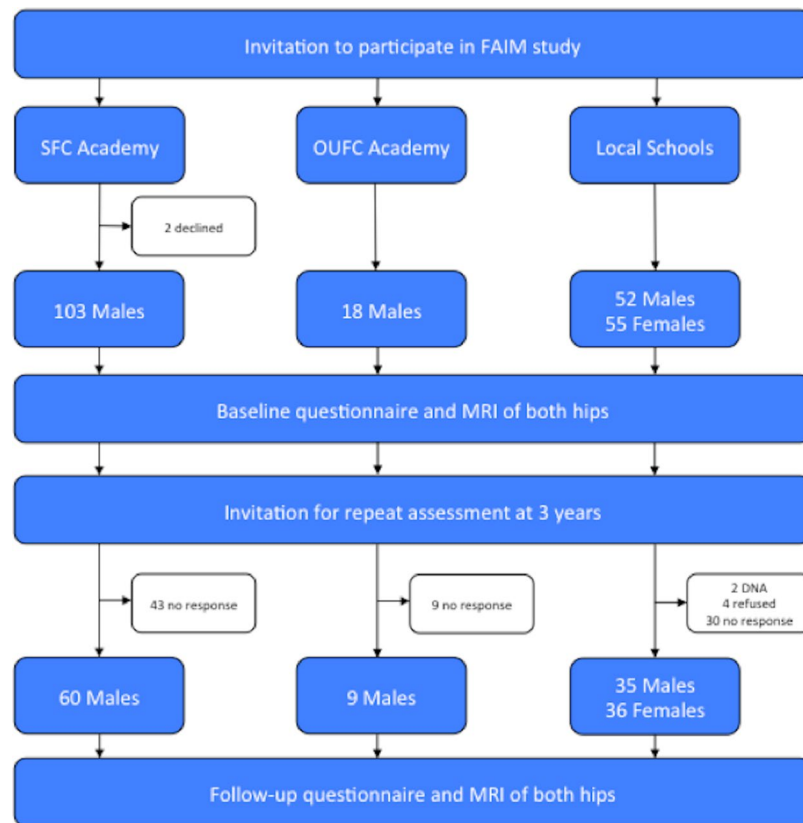 Invitation to participate in FAIM study
SFC Academy
OUFC Academy
Local Schools
2 declined
103 Males
18 Males
52 Males
55 Females
Baseline questionnaire and MRI of both hips
Invitation for repeat assessment at 3 years
43 no response
9 no response
2 DNA
4 refused
30 no response
60 Males
9 Males
35 Males
36 Females
Follow-up questionnaire and MRI of both hips